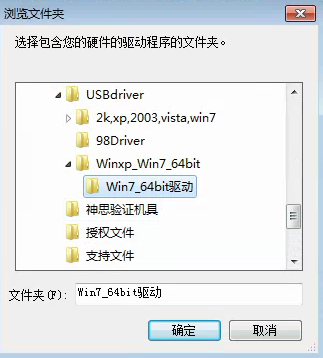 浏览文件夹
选择包含您的硬件的驱动程序的文件夹。
USBdriver
2k,xp,2003,vista,win7
98Driver
Winxp_Win7_64bit
Win7_64bit驱动
神思验证机具
授权文件
支持文件
文件夹(F): Win7_64bit驱动
确定 取消